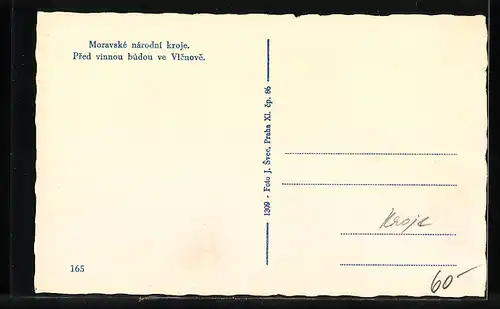 Moravské národní kroje.
Před vinnou búdou ve Vlčnově.
1309 - Foto J. Švec, Praha XI. čp. 86
Kroje
165
60-